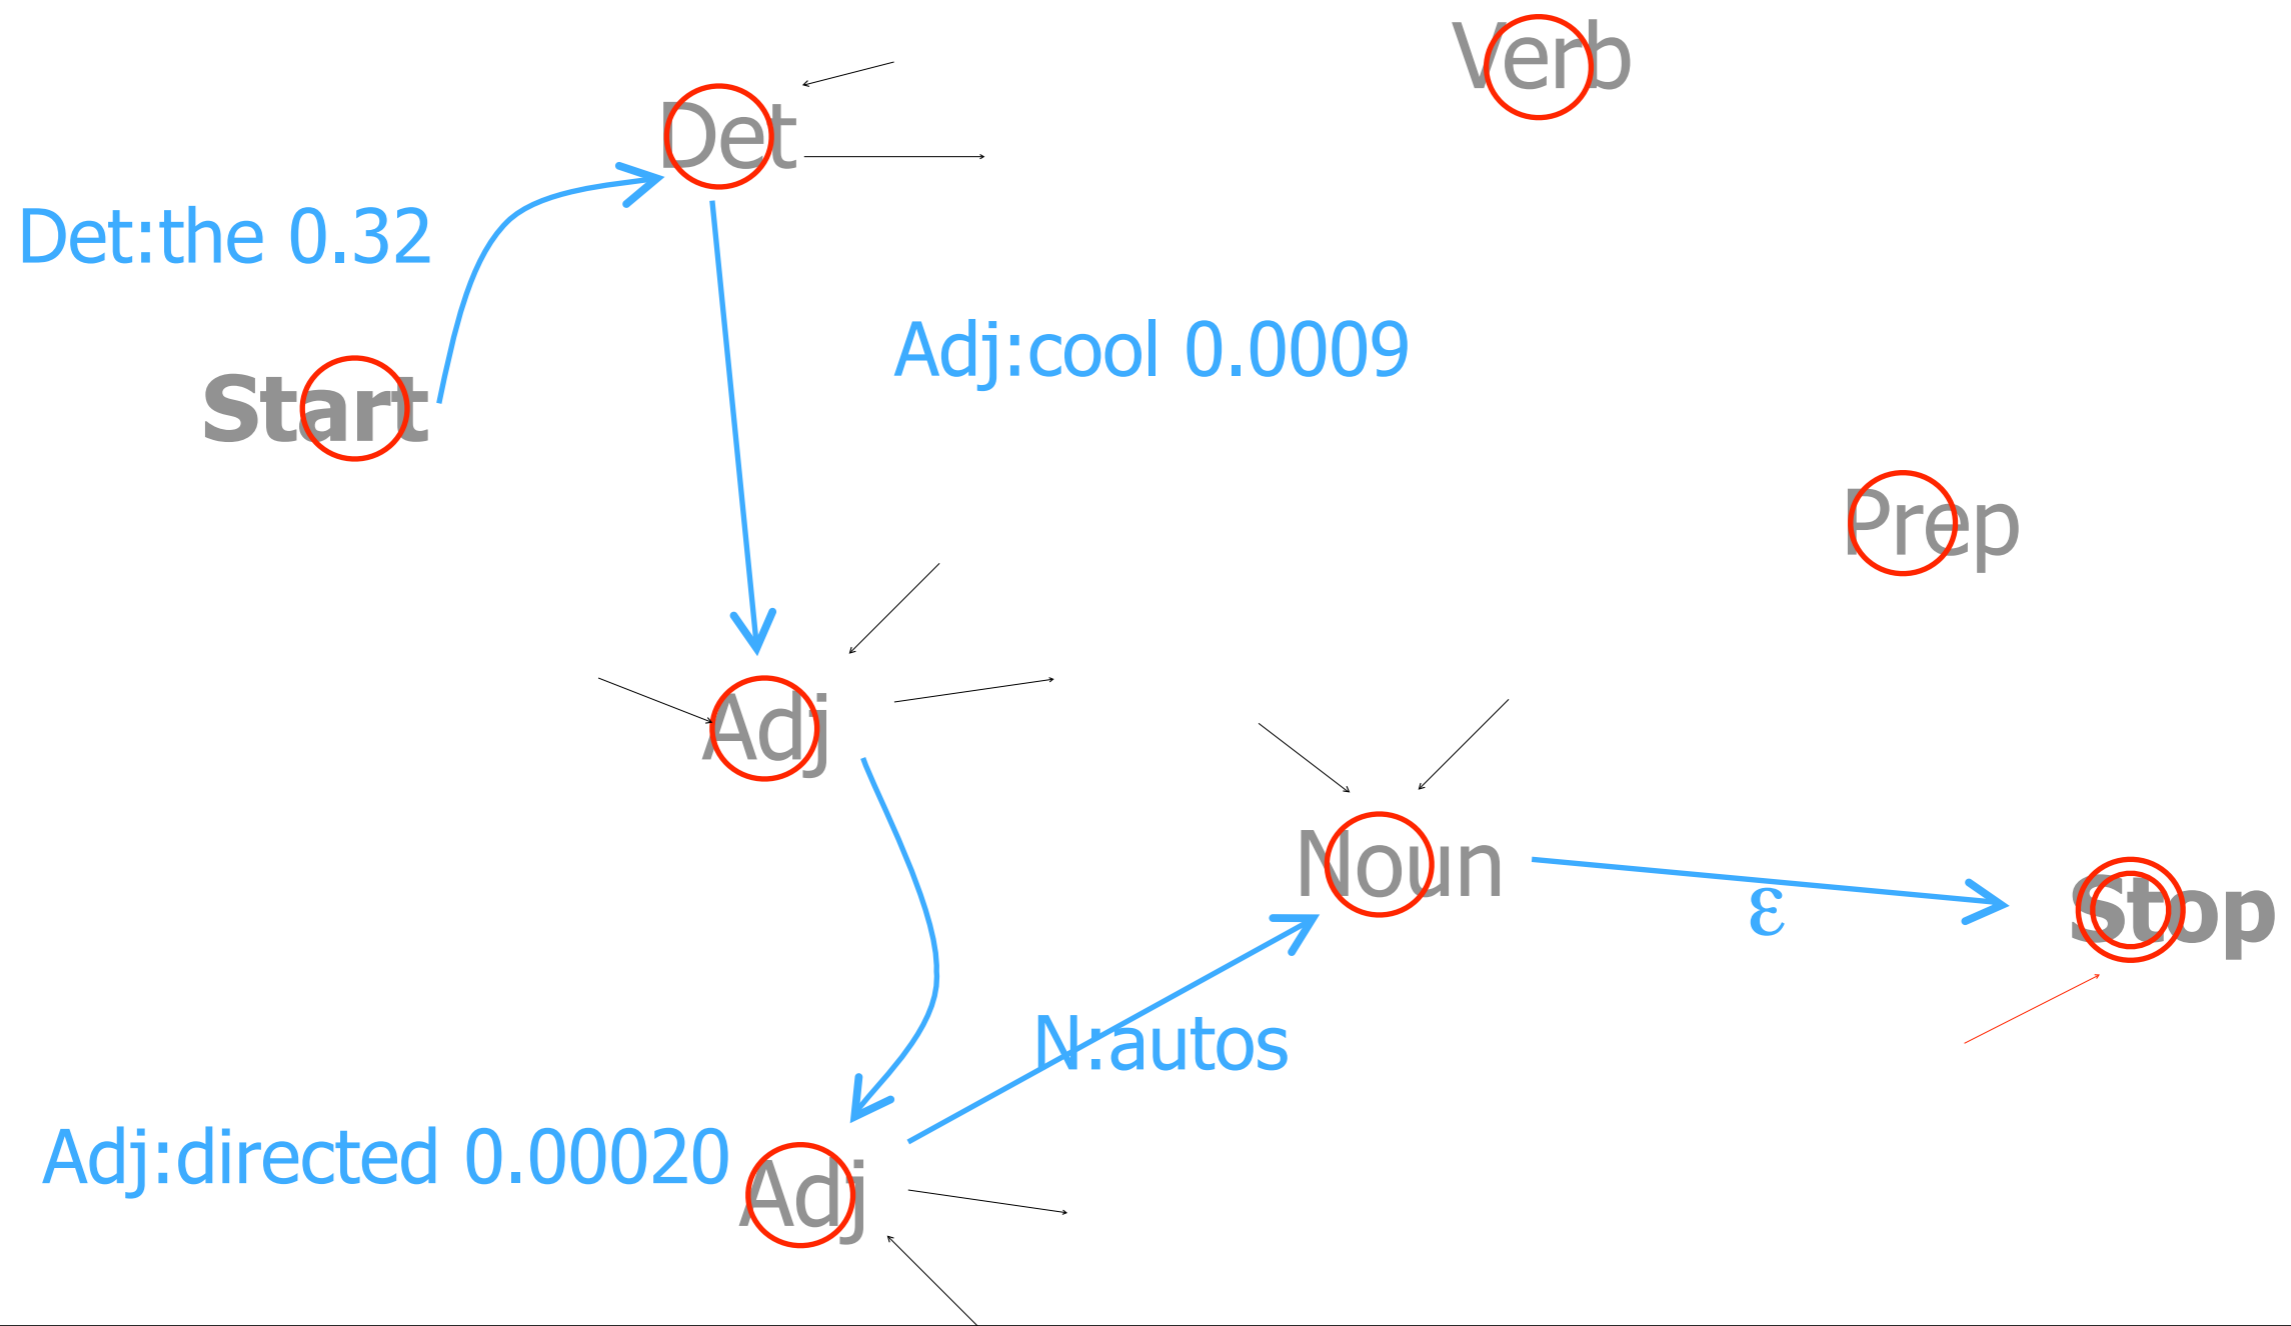 Verb
Det
Det:the 0.32
Adj:cool 0.0009
Start
Prep
Adj
Noun
ε
Stop
N:autos
Adj:directed 0.00020
Adj